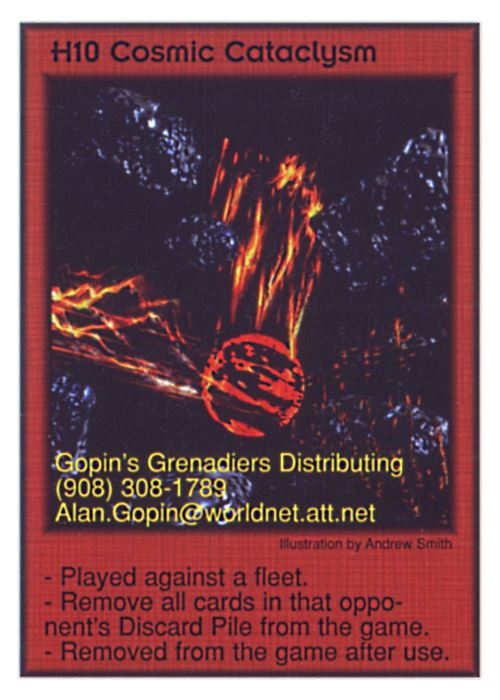 H10 Cosmic Cataclysm
Gopin's Grenadiers Distributing
(908) 308-1789
Alan.Gopin@worldnet.att.net
Illustration by Andrew Smith
- Played against a fleet.
- Remove all cards in that oppo-
nent's Discard Pile from the game.
- Removed from the game after use.